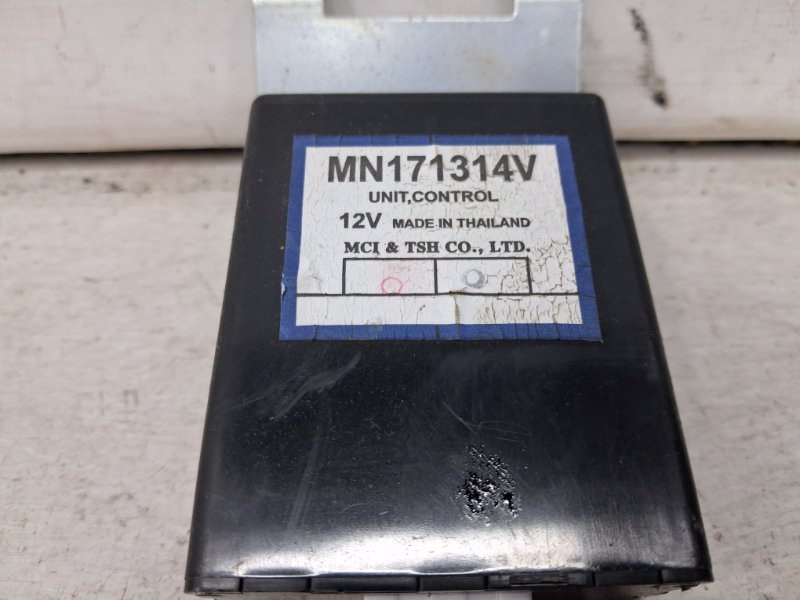 MN171314V
UNIT,CONTROL
12V MADE IN THAILAND
MCI & TSH CO., LTD.